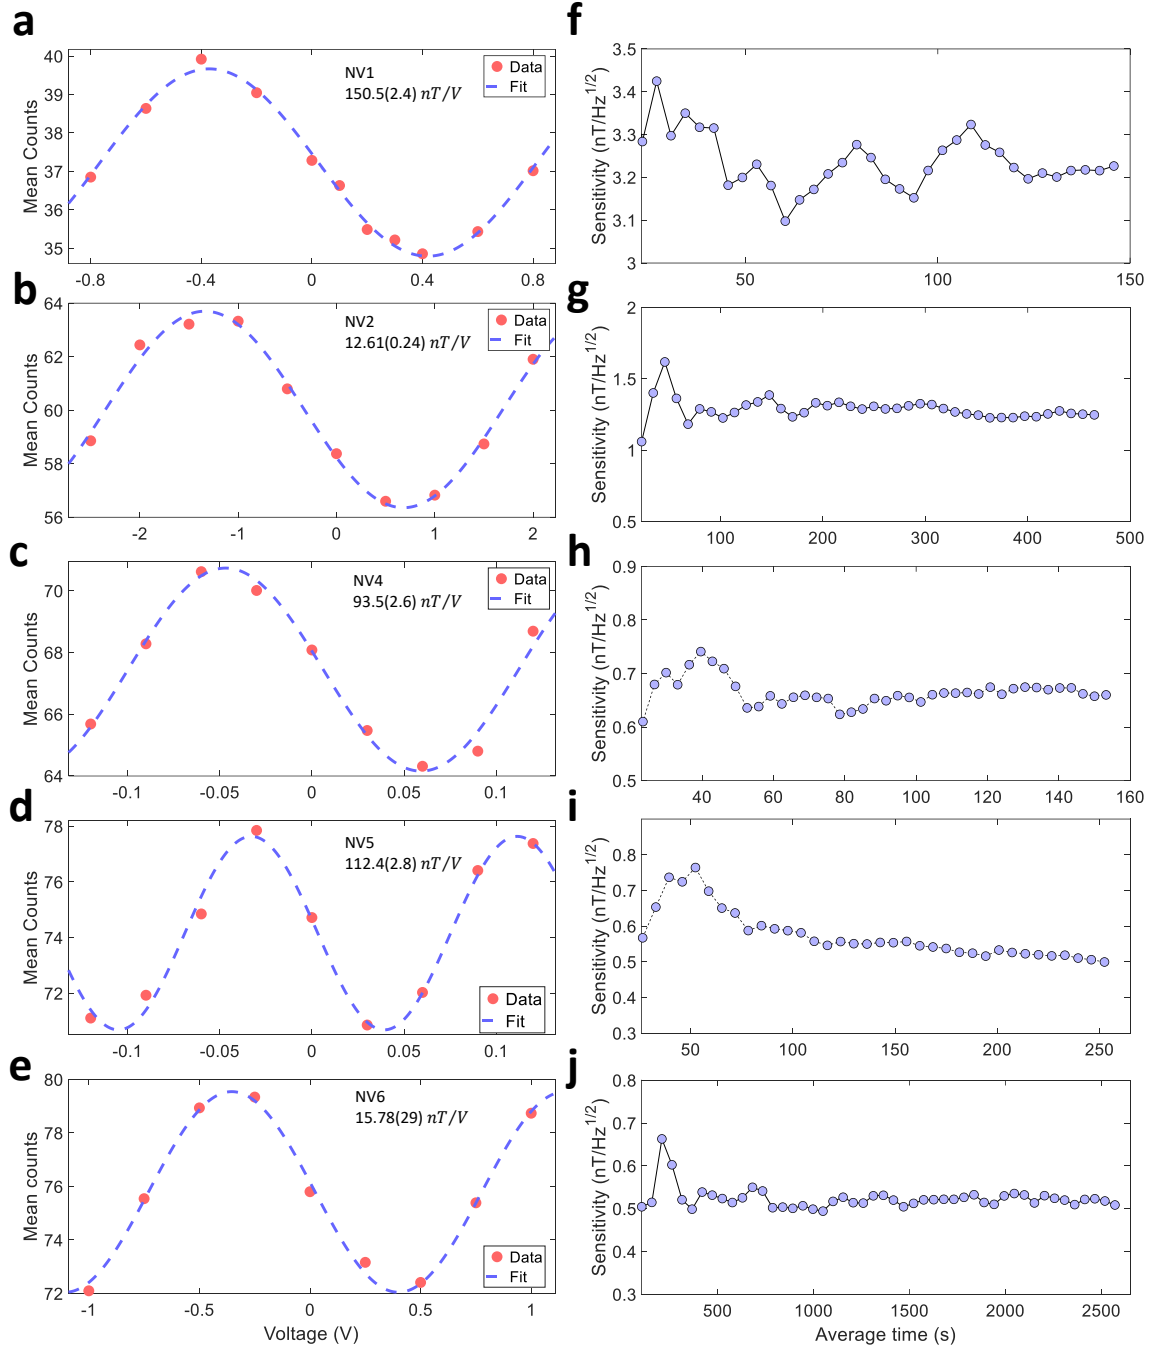 a
40
39
38
37
36
35
Mean Counts
NV1
150.5(2.4) nT/V
Data
Fit
-0.8
-0.4
0
0.4
0.8
f
3.5
3.4
3.3
3.2
3.1
3
Sensitivity (nT/Hz1/2)
50
100
150
b
64
62
60
58
56
Mean Counts
NV2
12.61(0.24) nT/V
Data
Fit
-2
-1
0
1
2
g
2
1.5
1
0.5
Sensitivity (nT/Hz1/2)
100
200
300
400
500
c
70
68
66
64
Mean Counts
NV4
93.5(2.6) nT/V
Data
Fit
-0.1
-0.05
0
0.05
0.1
h
0.9
0.8
0.7
0.6
0.5
Sensitivity (nT/Hz1/2)
40
60
80
100
120
140
160
d
78
76
74
72
Mean Counts
NV5
112.4(2.8) nT/V
Data
Fit
-0.1
-0.05
0
0.05
0.1
i
0.8
0.7
0.6
0.5
0.4
0.3
Sensitivity (nT/Hz1/2)
50
100
150
200
250
e
80
78
76
74
72
Mean counts
NV6
15.78(29) nT/V
Data
Fit
-1
-0.5
0
0.5
1
Voltage (V)
j
0.8
0.7
0.6
0.5
0.4
0.3
Sensitivity (nT/Hz1/2)
500
1000
1500
2000
2500
Average time (s)